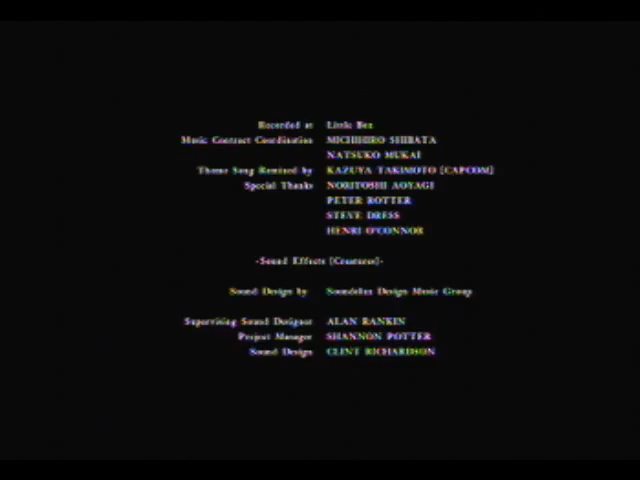 Recorded at Little Box
Music Contract Coordination MICHIHIRO SHIBATA
NATSUKO MUKAI
Theme Song Remixed by KAZUYA TAKIMOTO [CAPCOM]
Special Thanks NORITOSHI AOYAGI
PETER ROTTER
STEVE DRESS
HENRI O'CONNOR
-Sound Effects [Creatures]-
Sound Design by Soundelux Design Music Group
Supervising Sound Designer ALAN RANKIN
Project Manager SHANNON POTTER
Sound Design CLINT RICHARDSON